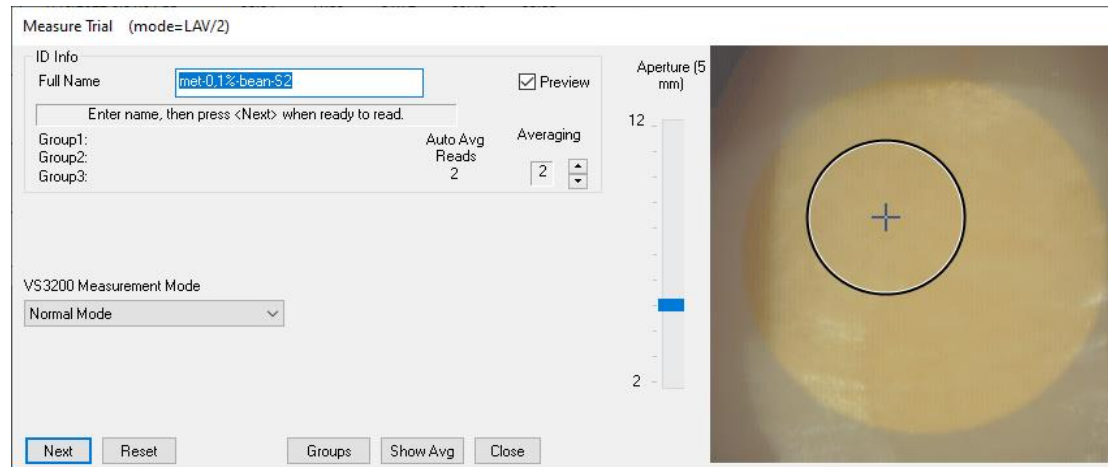 Measure Trial (mode=LAV/2)
ID Info
Full Name met-0,1%-bean-S2 Preview
Enter name, then press <Next> when ready to read.
Group1:
Group2:
Group3:
Auto Avg
Reads
2
Averaging
2
Aperture (5
mm)
12
2
VS3200 Measurement Mode
Normal Mode
Next Reset Groups Show Avg Close